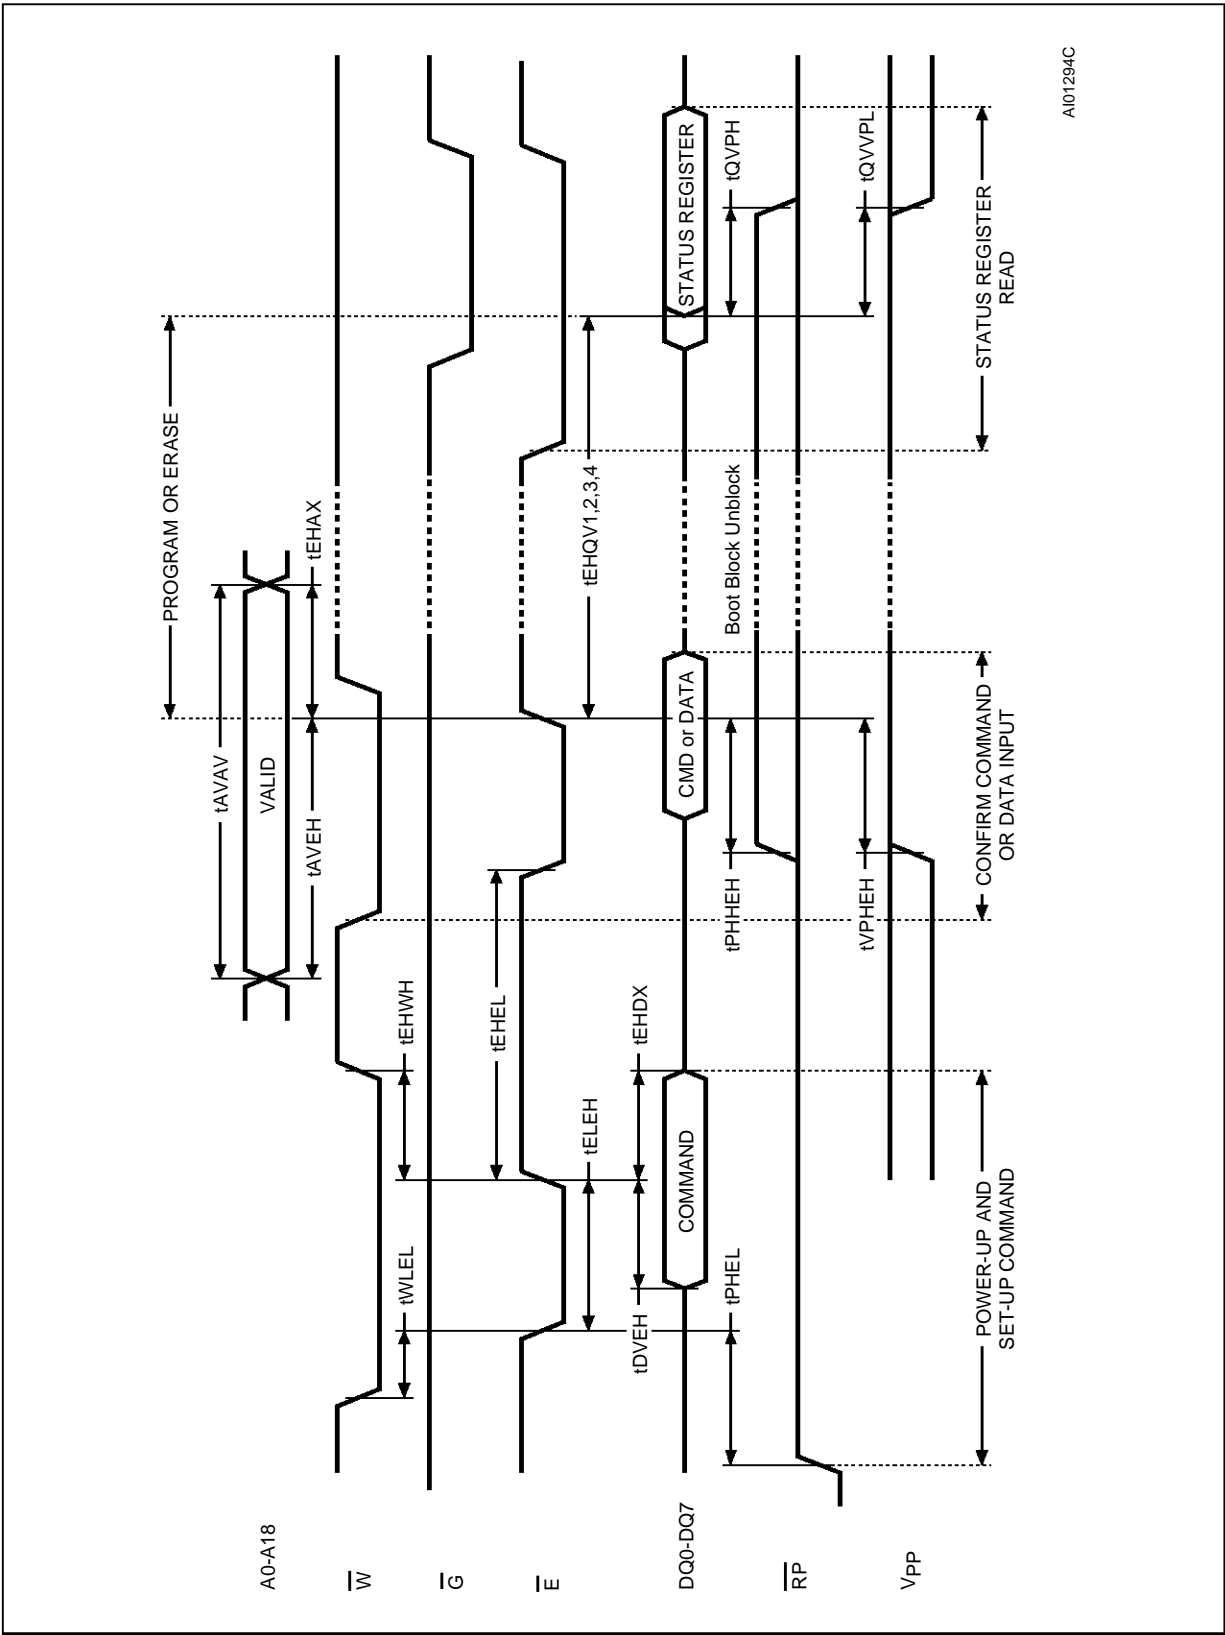 A0-A18
tAVAV
VALID
PROGRAM OR ERASE
tAVEH
tEHAX
W
tWLEL
tEHWH
G
tEHEL
E
tELEH
tEHQV1,2,3,4
tDVEH
tEHDX
DQ0-DQ7
COMMAND
CMD or DATA
STATUS REGISTER
tPHEL
tPHHEH
Boot Block Unblock
tQVPH
RP
tVPHEH
tQVVPL
VPP
POWER-UP AND
SET-UP COMMAND
CONFIRM COMMAND
OR DATA INPUT
STATUS REGISTER
READ
AI01294C